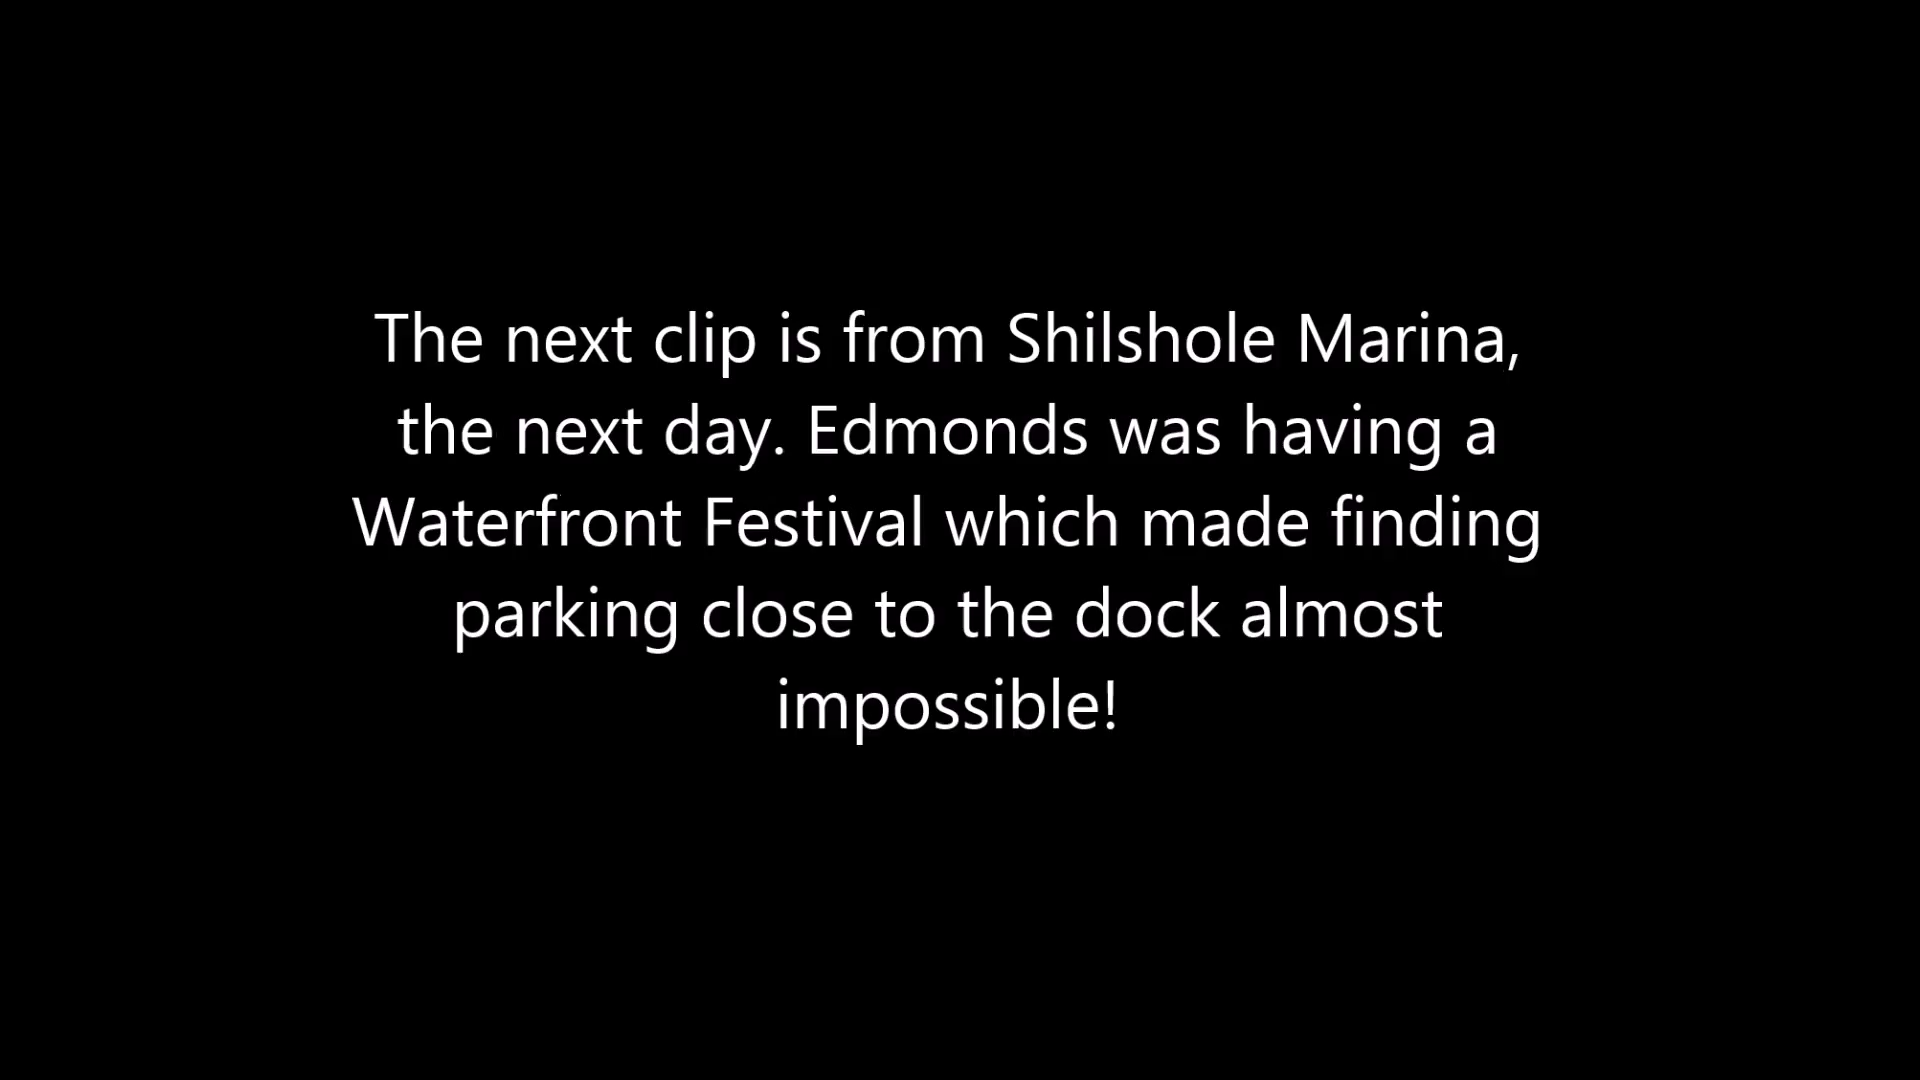 The next clip is from Shilshole Marina,
the next day. Edmonds was having a
Waterfront Festival which made finding
parking close to the dock almost
impossible!